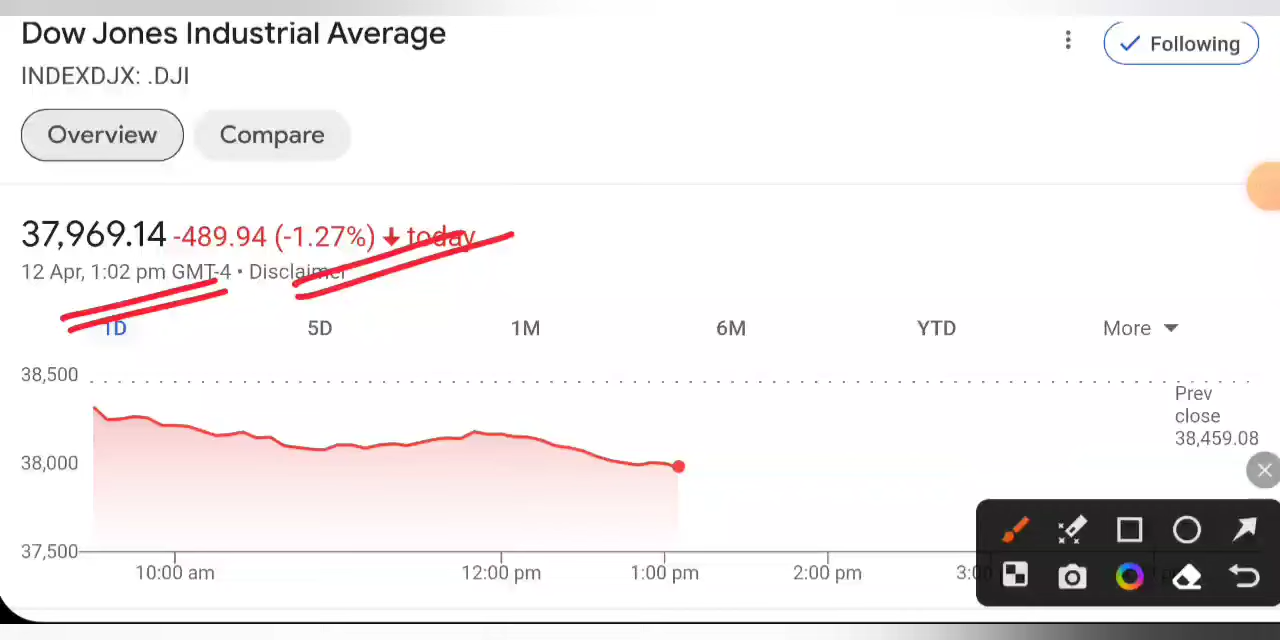 Dow Jones Industrial Average
Following
INDEXDJX: .DJI
Overview Compare
37,969.14 -489.94 (-1.27%) ↓ today
12 Apr, 1:02 pm GMT-4 • Disclaimer
1D 5D 1M 6M YTD More
38,500
Prev
close
38,459.08
38,000
37,500
10:00 am 12:00 pm 1:00 pm 2:00 pm